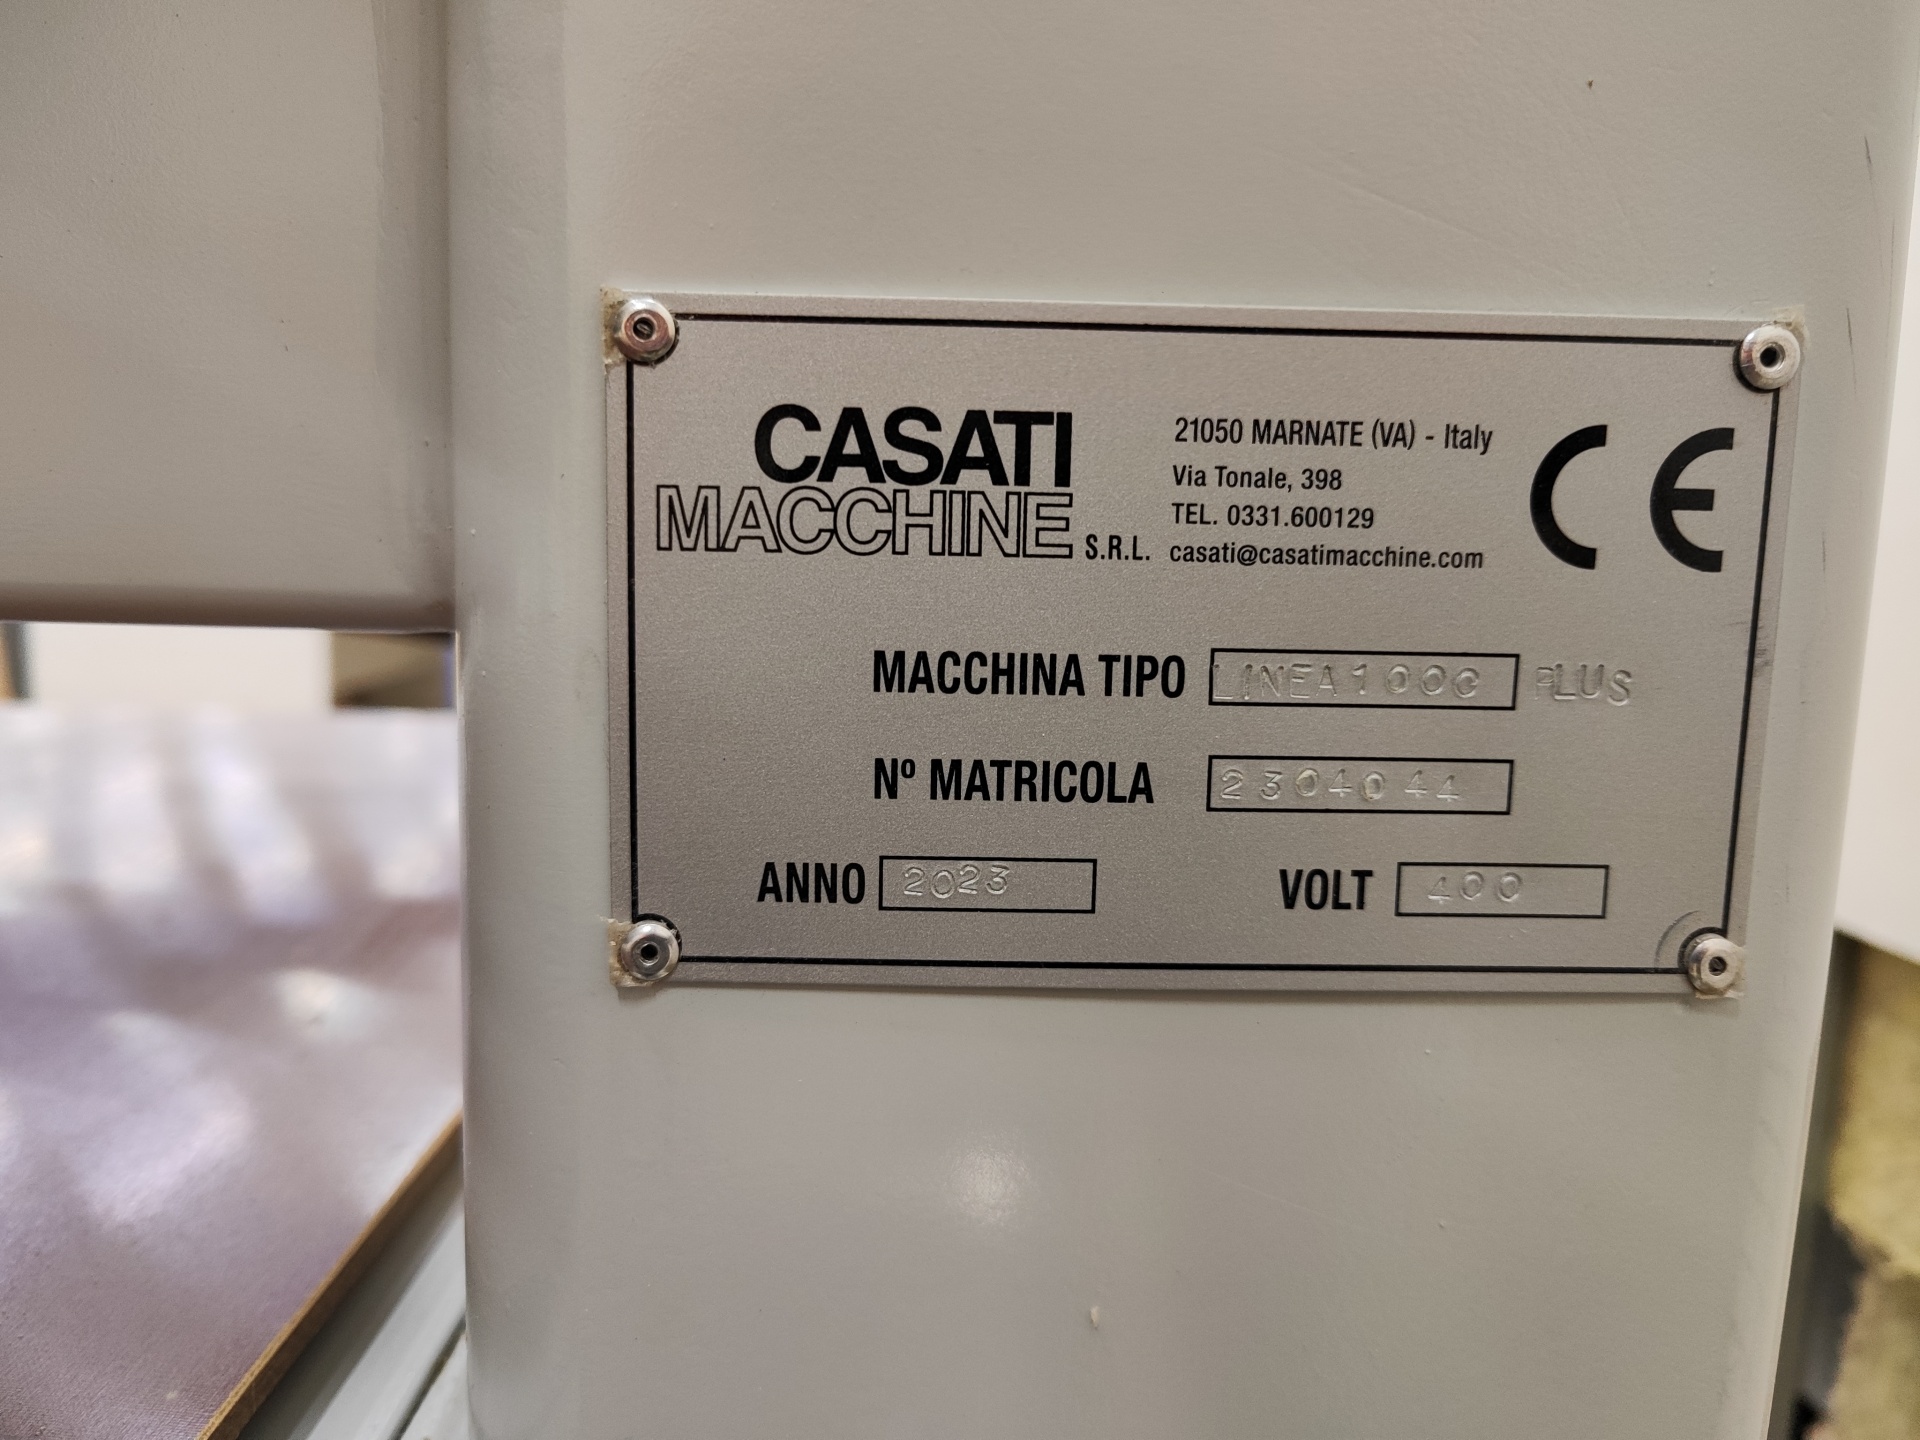 CASATI
MACCHINE S.R.L.
21050 MARNATE (VA) - Italy
Via Tonale, 398
TEL. 0331.600129
casati@casatimacchine.com
CE
MACCHINA TIPO LINEA100G PLUS
Nº MATRICOLA 2304044
ANNO 2023
VOLT 400